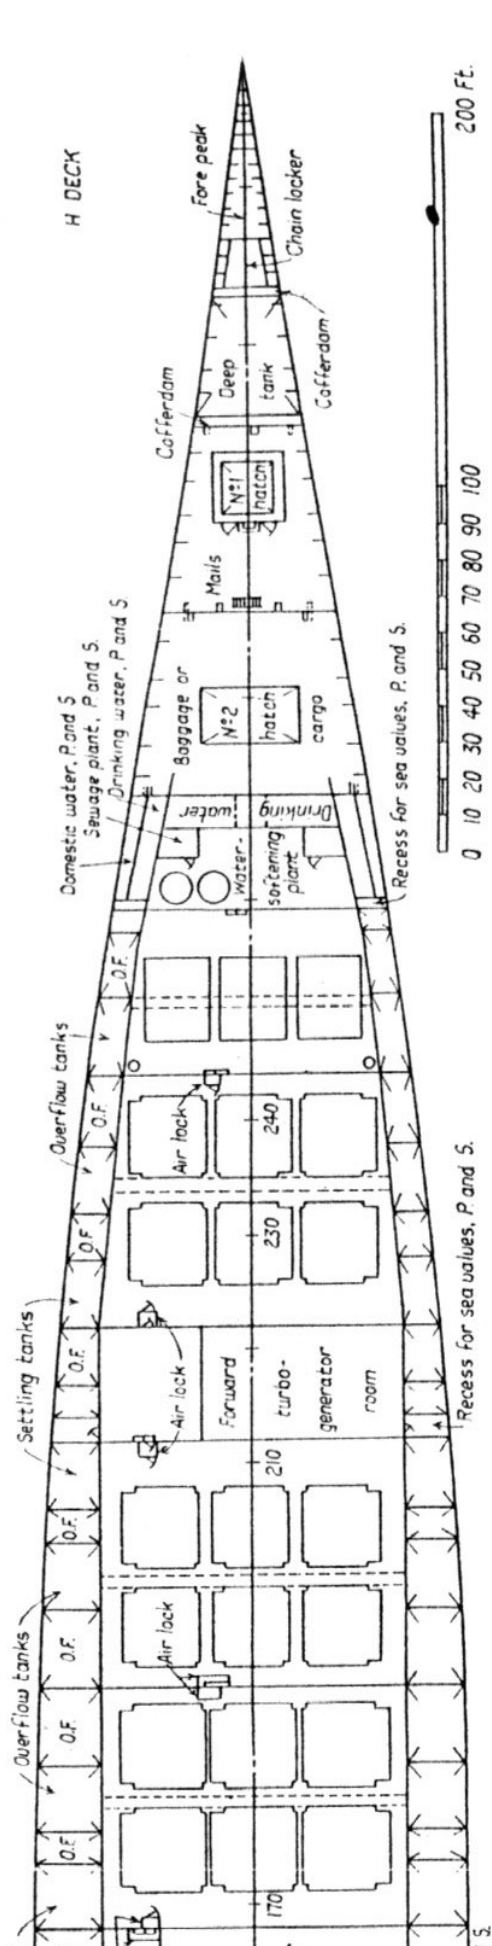 H DECK
Fore peak
Chain locker
Cofferdam
Deep
tank
Cofferdam
Nº1
hatch
Mails
Domestic water, P. and S
Sewage plant, P. and S.
Drinking water, P. and S.
Baggage or
cargo
Nº2
hatch
Drinking
water
Water-
softening
plant
Recess for sea values, P. and S.
200 Ft.
100
90
80
70
60
50
40
30
20
10
0
O.F.
Overflow tanks
O.F.
Air lock
240
O.F.
230
Settling tanks
O.F.
Air lock
Forward
turbo-
generator
room
Recess for sea values, P. and S.
210
O.F.
Overflow tanks
O.F.
Air lock
O.F.
O.F.
170
S.